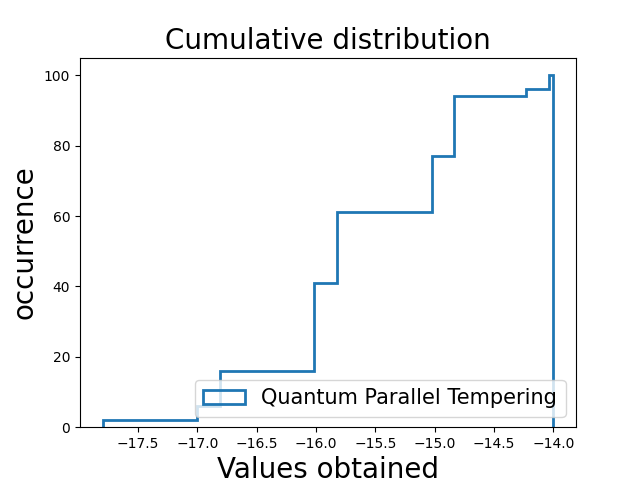 Cumulative distribution
100
80
60
40
20
0
occurrence
Quantum Parallel Tempering
−17.5 −17.0 −16.5 −16.0 −15.5 −15.0 −14.5 −14.0
Values obtained